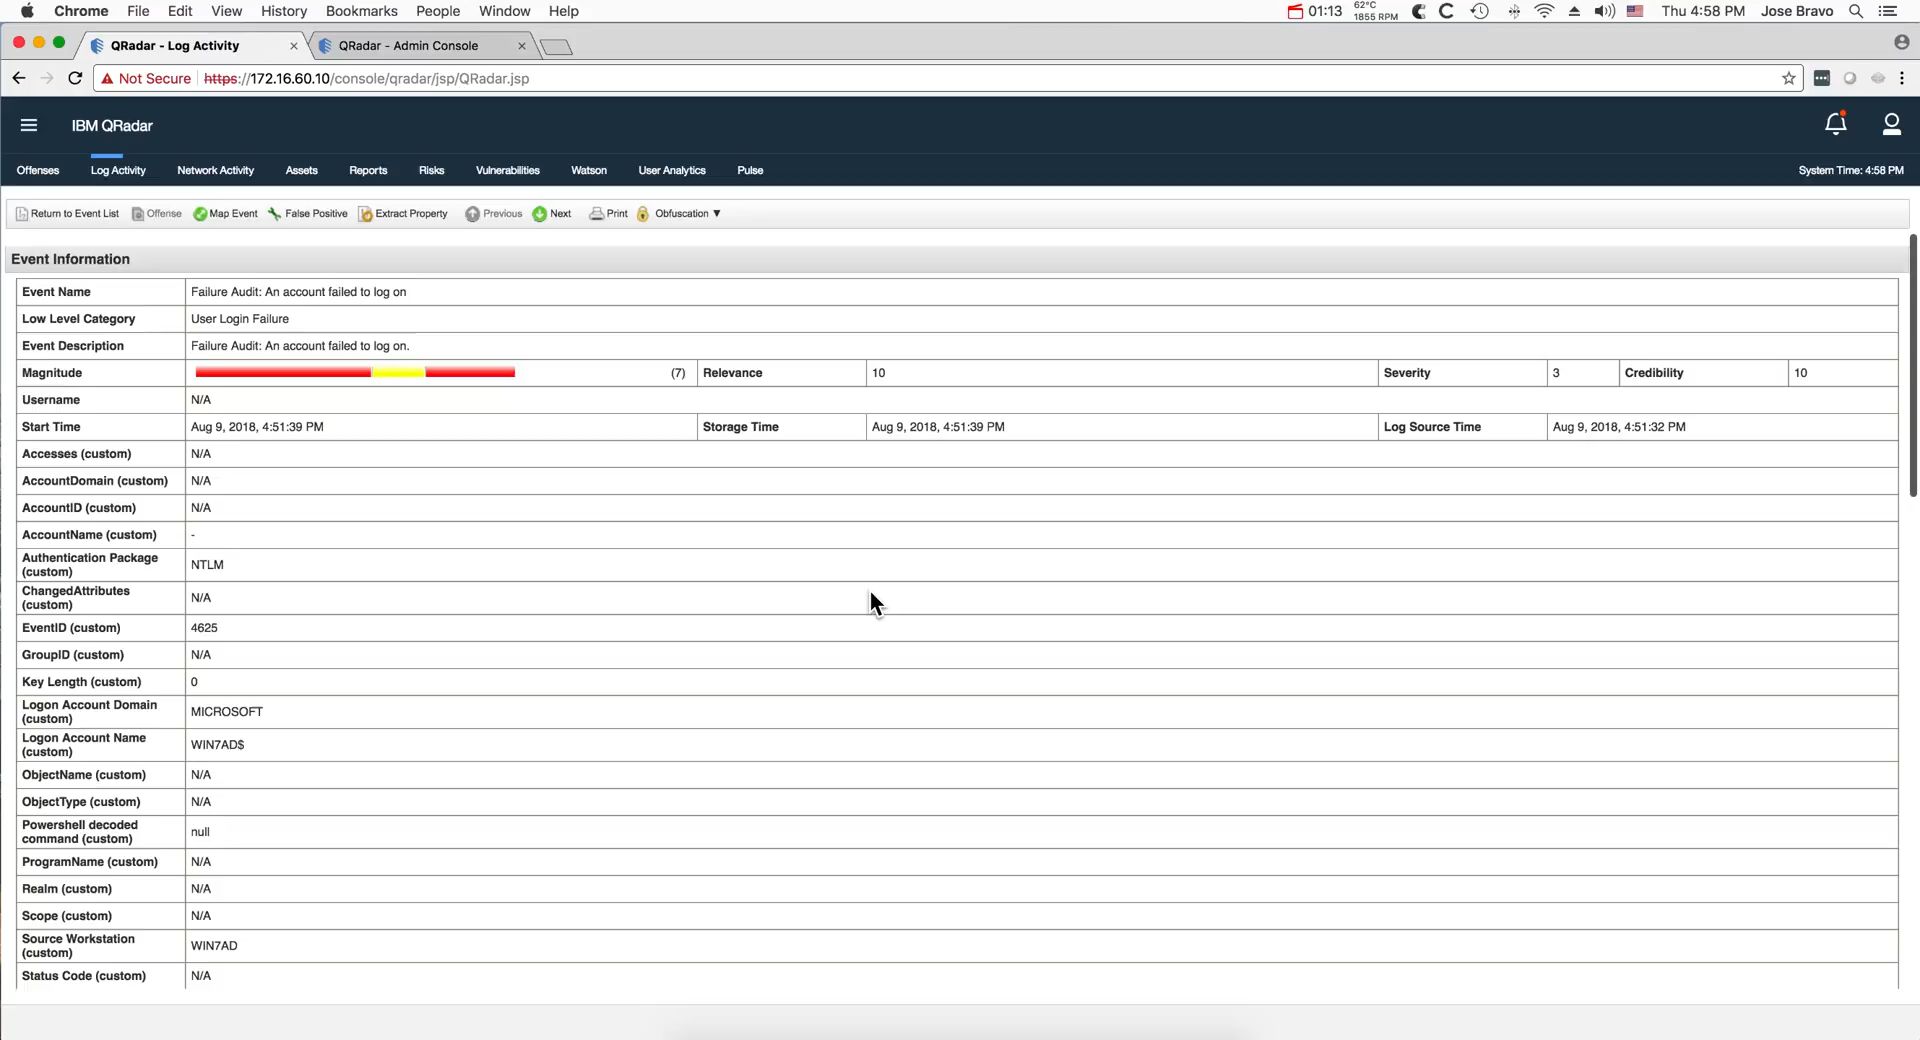 Chrome File Edit View History Bookmarks People Window Help 01:13 62°C 1855 RPM Thu 4:58 PM Jose Bravo
QRadar - Log Activity × QRadar - Admin Console ×
Not Secure https://172.16.60.10/console/qradar/jsp/QRadar.jsp
IBM QRadar
Offenses Log Activity Network Activity Assets Reports Risks Vulnerabilities Watson User Analytics Pulse System Time: 4:58 PM
Return to Event List Offense Map Event False Positive Extract Property Previous Next Print Obfuscation ▼
Event Information
Event Name Failure Audit: An account failed to log on
Low Level Category User Login Failure
Event Description Failure Audit: An account failed to log on.
Magnitude (7) Relevance 10 Severity 3 Credibility 10
Username N/A
Start Time Aug 9, 2018, 4:51:39 PM Storage Time Aug 9, 2018, 4:51:39 PM Log Source Time Aug 9, 2018, 4:51:32 PM
Accesses (custom) N/A
AccountDomain (custom) N/A
AccountID (custom) N/A
AccountName (custom) -
Authentication Package
(custom) NTLM
ChangedAttributes
(custom) N/A
EventID (custom) 4625
GroupID (custom) N/A
Key Length (custom) 0
Logon Account Domain
(custom) MICROSOFT
Logon Account Name
(custom) WIN7AD$
ObjectName (custom) N/A
ObjectType (custom) N/A
Powershell decoded
command (custom) null
ProgramName (custom) N/A
Realm (custom) N/A
Scope (custom) N/A
Source Workstation
(custom) WIN7AD
Status Code (custom) N/A